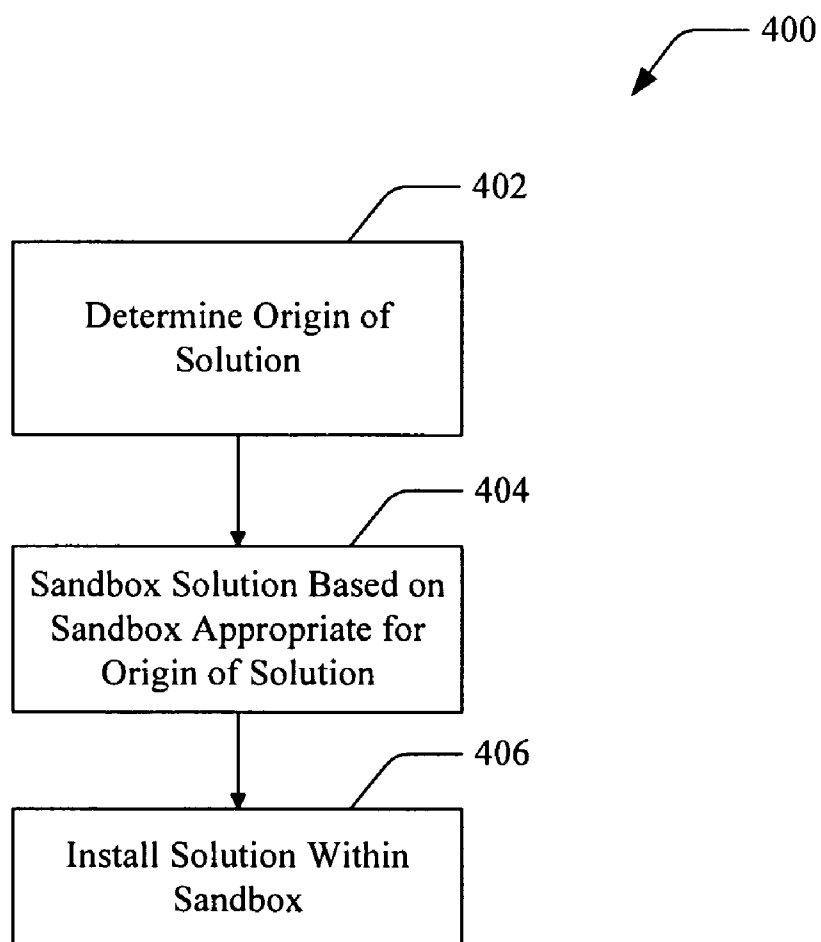 400
402
Determine Origin of
Solution
404
Sandbox Solution Based on
Sandbox Appropriate for
Origin of Solution
406
Install Solution Within
Sandbox